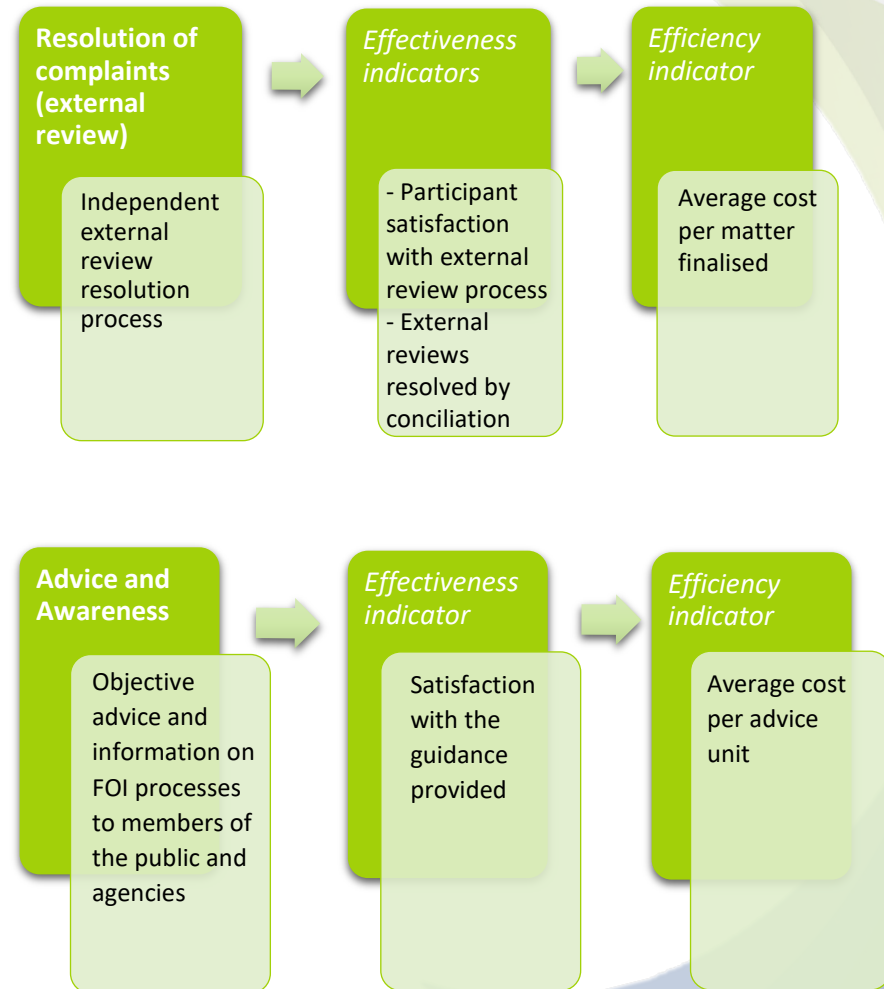 Resolution of
complaints
(external
review)
Independent
external
review
resolution
process
Effectiveness
indicators
- Participant
satisfaction
with external
review process
- External
reviews
resolved by
conciliation
Efficiency
indicator
Average cost
per matter
finalised
Advice and
Awareness
Objective
advice and
information on
FOI processes
to members of
the public and
agencies
Effectiveness
indicator
Satisfaction
with the
guidance
provided
Efficiency
indicator
Average cost
per advice
unit